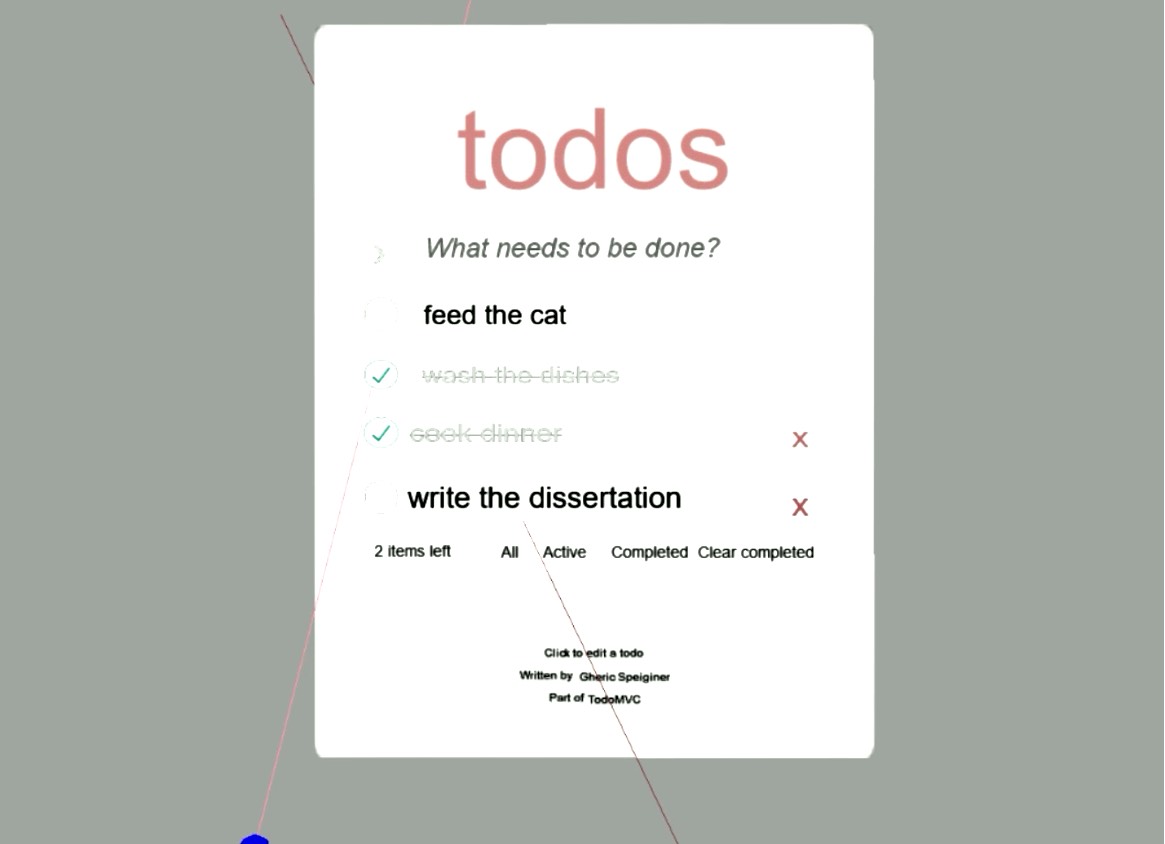 todos
What needs to be done?
feed the cat
wash the dishes
cook dinner x
write the dissertation x
2 items left All Active Completed Clear completed
Click to edit a todo
Written by Gheric Speiginer
Part of TodoMVC